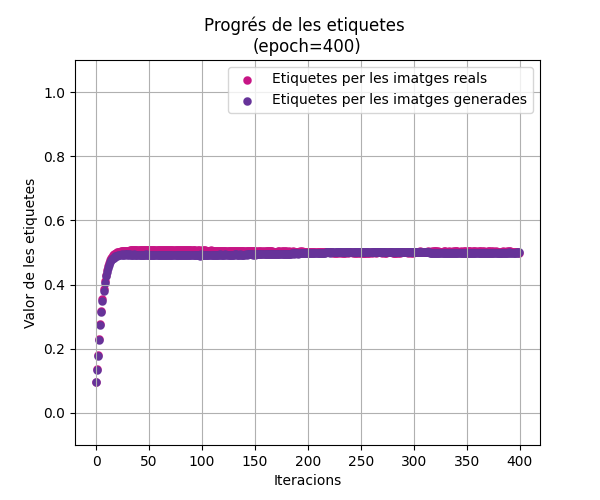 Progrés de les etiquetes
(epoch=400)
Etiquetes per les imatges reals
Etiquetes per les imatges generades
Valor de les etiquetes
1.0
0.8
0.6
0.4
0.2
0.0
0 50 100 150 200 250 300 350 400
Iteracions